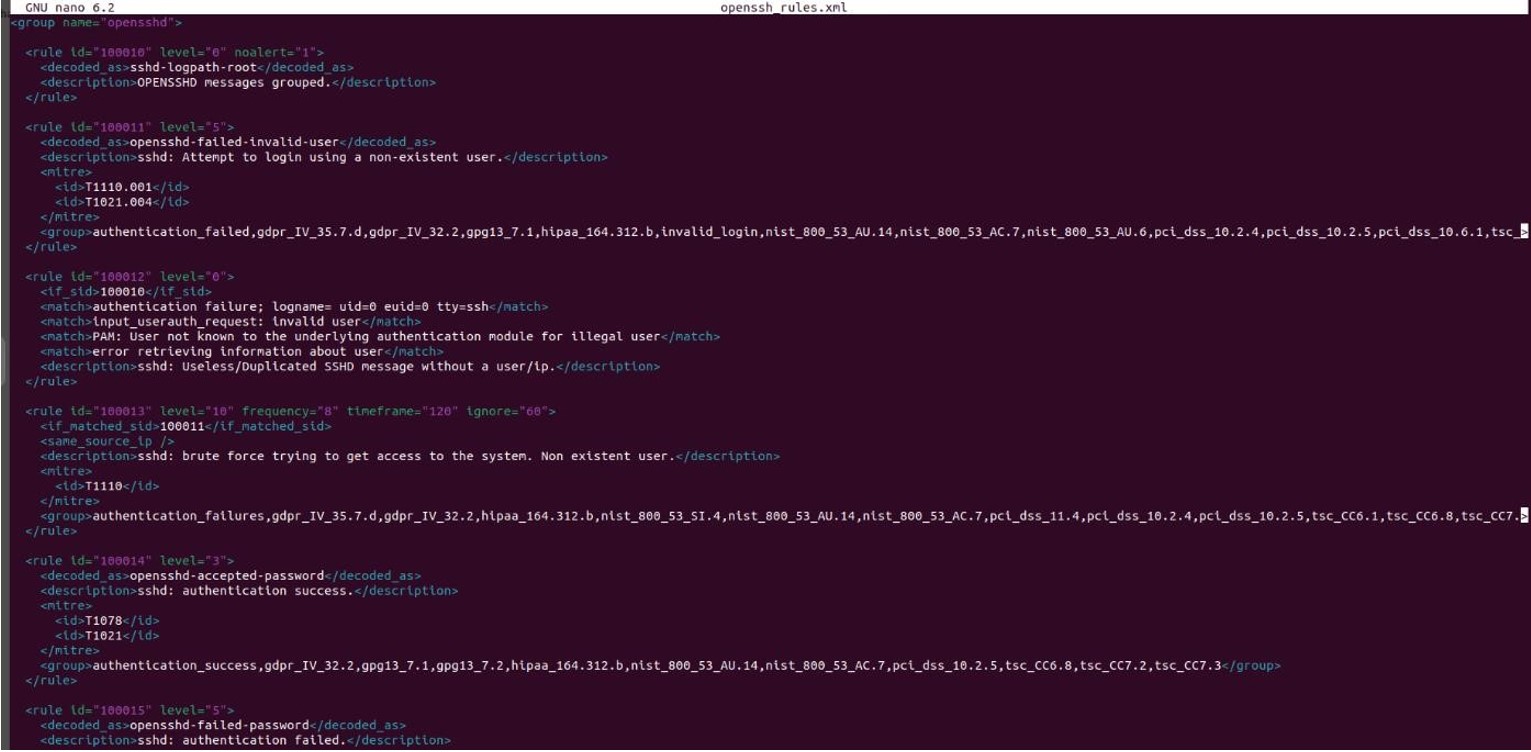 GNU nano 6.2 openssh_rules.xml
<group name="opensshd">
<rule id="100010" level="0" noalert="1">
<decoded_as>sshd-logpath-root</decoded_as>
<description>OPENSSHD messages grouped.</description>
</rule>
<rule id="100011" level="5">
<decoded_as>opensshd-failed-invalid-user</decoded_as>
<description>sshd: Attempt to login using a non-existent user.</description>
<mitre>
<id>T1110.001</id>
<id>T1021.004</id>
</mitre>
<group>authentication_failed,gdpr_IV_35.7.d,gdpr_IV_32.2,gpg13_7.1,hipaa_164.312.b,invalid_login,nist_800_53_AU.14,nist_800_53_AC.7,nist_800_53_AU.6,pci_dss_10.2.4,pci_dss_10.2.5,pci_dss_10.6.1,tsc_>
</rule>
<rule id="100012" level="0">
<if_sid>100010</if_sid>
<match>authentication failure; logname= uid=0 euid=0 tty=ssh</match>
<match>input_userauth_request: invalid user</match>
<match>PAM: User not known to the underlying authentication module for illegal user</match>
<match>error retrieving information about user</match>
<description>sshd: Useless/Duplicated SSHD message without a user/ip.</description>
</rule>
<rule id="100013" level="10" frequency="8" timeframe="120" ignore="60">
<if_matched_sid>100011</if_matched_sid>
<same_source_ip />
<description>sshd: brute force trying to get access to the system. Non existent user.</description>
<mitre>
<id>T1110</id>
</mitre>
<group>authentication_failures,gdpr_IV_35.7.d,gdpr_IV_32.2,hipaa_164.312.b,nist_800_53_SI.4,nist_800_53_AU.14,nist_800_53_AC.7,pci_dss_11.4,pci_dss_10.2.4,pci_dss_10.2.5,tsc_CC6.1,tsc_CC6.8,tsc_CC7.>
</rule>
<rule id="100014" level="3">
<decoded_as>opensshd-accepted-password</decoded_as>
<description>sshd: authentication success.</description>
<mitre>
<id>T1078</id>
<id>T1021</id>
</mitre>
<group>authentication_success,gdpr_IV_32.2,gpg13_7.1,gpg13_7.2,hipaa_164.312.b,nist_800_53_AU.14,nist_800_53_AC.7,pci_dss_10.2.5,tsc_CC6.8,tsc_CC7.2,tsc_CC7.3</group>
</rule>
<rule id="100015" level="5">
<decoded_as>opensshd-failed-password</decoded_as>
<description>sshd: authentication failed.</description>